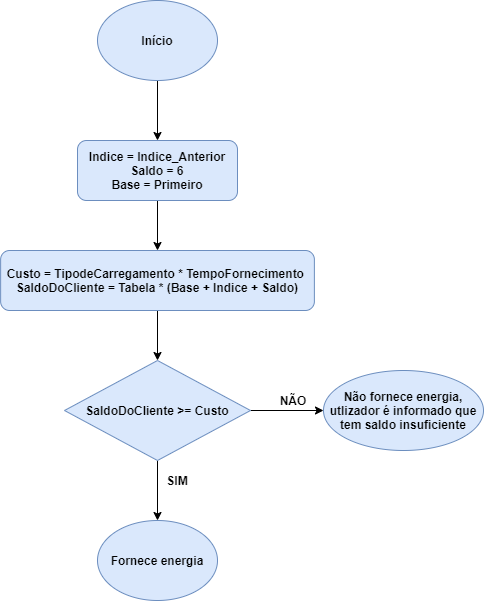 Início
Indice = Indice_Anterior
Saldo = 6
Base = Primeiro
Custo = TipodeCarregamento * TempoFornecimento
SaldoDoCliente = Tabela * (Base + Indice + Saldo)
SaldoDoCliente >= Custo
NÃO
Não fornece energia,
utlizador é informado que
tem saldo insuficiente
SIM
Fornece energia